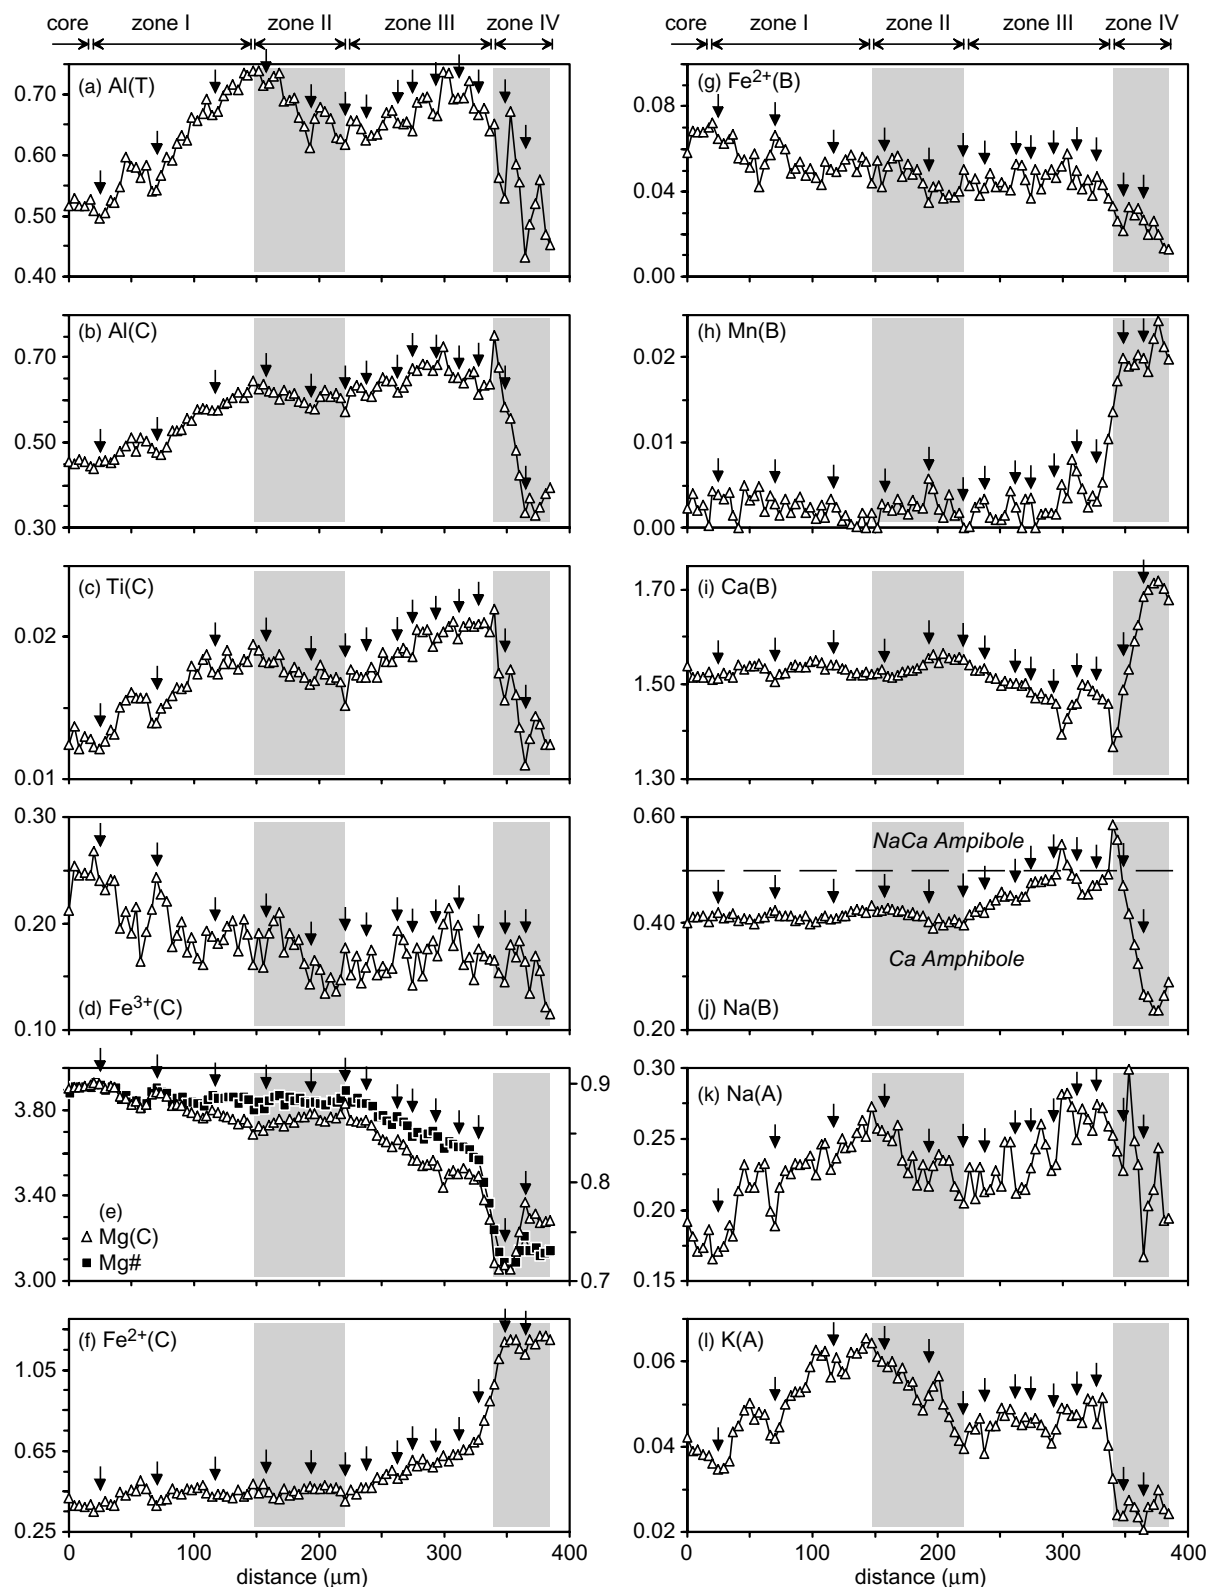 core zone I zone II zone III zone IV
core zone I zone II zone III zone IV
(a) Al(T)
0.70
0.60
0.50
0.40
(b) Al(C)
0.70
0.50
0.30
(c) Ti(C)
0.02
0.01
0.30
0.20
(d) Fe3+(C)
0.10
3.80
3.40
3.00
0.9
0.8
0.7
(e)
Mg(C)
Mg#
(f) Fe2+(C)
1.05
0.65
0.25
0 100 200 300 400
distance (μm)
(g) Fe2+(B)
0.08
0.04
0.00
(h) Mn(B)
0.02
0.01
0.00
(i) Ca(B)
1.70
1.50
1.30
0.60
NaCa Ampibole
0.40
Ca Amphibole
(j) Na(B)
0.20
0.30
(k) Na(A)
0.25
0.20
0.15
(l) K(A)
0.06
0.04
0.02
0 100 200 300 400
distance (μm)